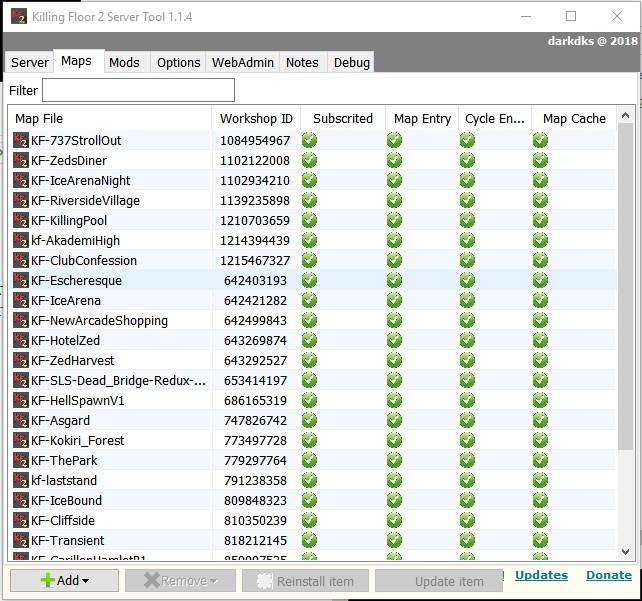 Killing Floor 2 Server Tool 1.1.4
darkdks @ 2018
Server Maps Mods Options WebAdmin Notes Debug
Filter
Map File Workshop ID Subscrited Map Entry Cycle En... Map Cache
KF-737StrollOut 1084954967
KF-ZedsDiner 1102122008
KF-IceArenaNight 1102934210
KF-RiversideVillage 1139235898
KF-KillingPool 1210703659
kf-AkademiHigh 1214394439
KF-ClubConfession 1215467327
KF-Escheresque 642403193
KF-IceArena 642421282
KF-NewArcadeShopping 642499843
KF-HotelZed 643269874
KF-ZedHarvest 643292527
KF-SLS-Dead_Bridge-Redux-... 653414197
KF-HellSpawnV1 686165319
KF-Asgard 747826742
KF-Kokiri_Forest 773497728
KF-ThePark 779297764
kf-laststand 791238358
KF-IceBound 809848323
KF-Cliffside 810350239
KF-Transient 818212145
KF-CarillonHamletB1
Add Remove Reinstall item Update item Updates Donate